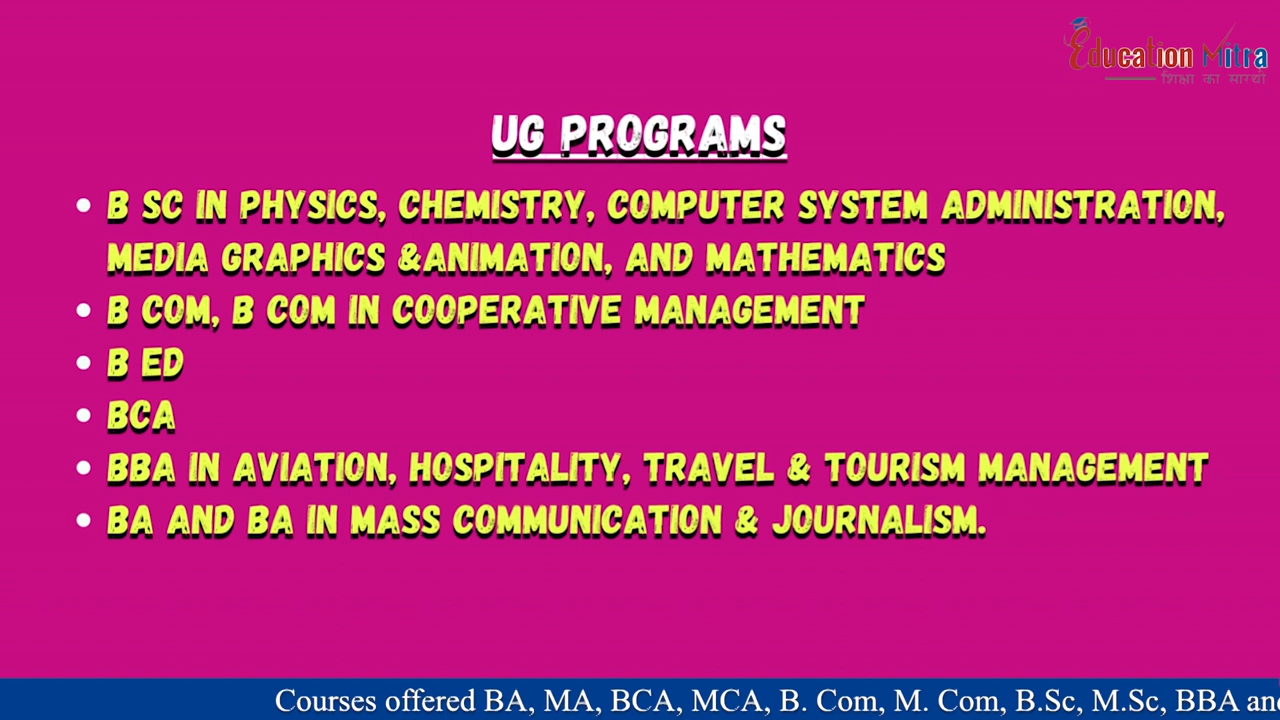 Education Mitra
शिक्षा का सारथी
UG PROGRAMS
• B SC IN PHYSICS, CHEMISTRY, COMPUTER SYSTEM ADMINISTRATION,
MEDIA GRAPHICS &ANIMATION, AND MATHEMATICS
• B COM, B COM IN COOPERATIVE MANAGEMENT
• B ED
• BCA
• BBA IN AVIATION, HOSPITALITY, TRAVEL & TOURISM MANAGEMENT
• BA AND BA IN MASS COMMUNICATION & JOURNALISM.
Courses offered BA, MA, BCA, MCA, B. Com, M. Com, B.Sc, M.Sc, BBA an